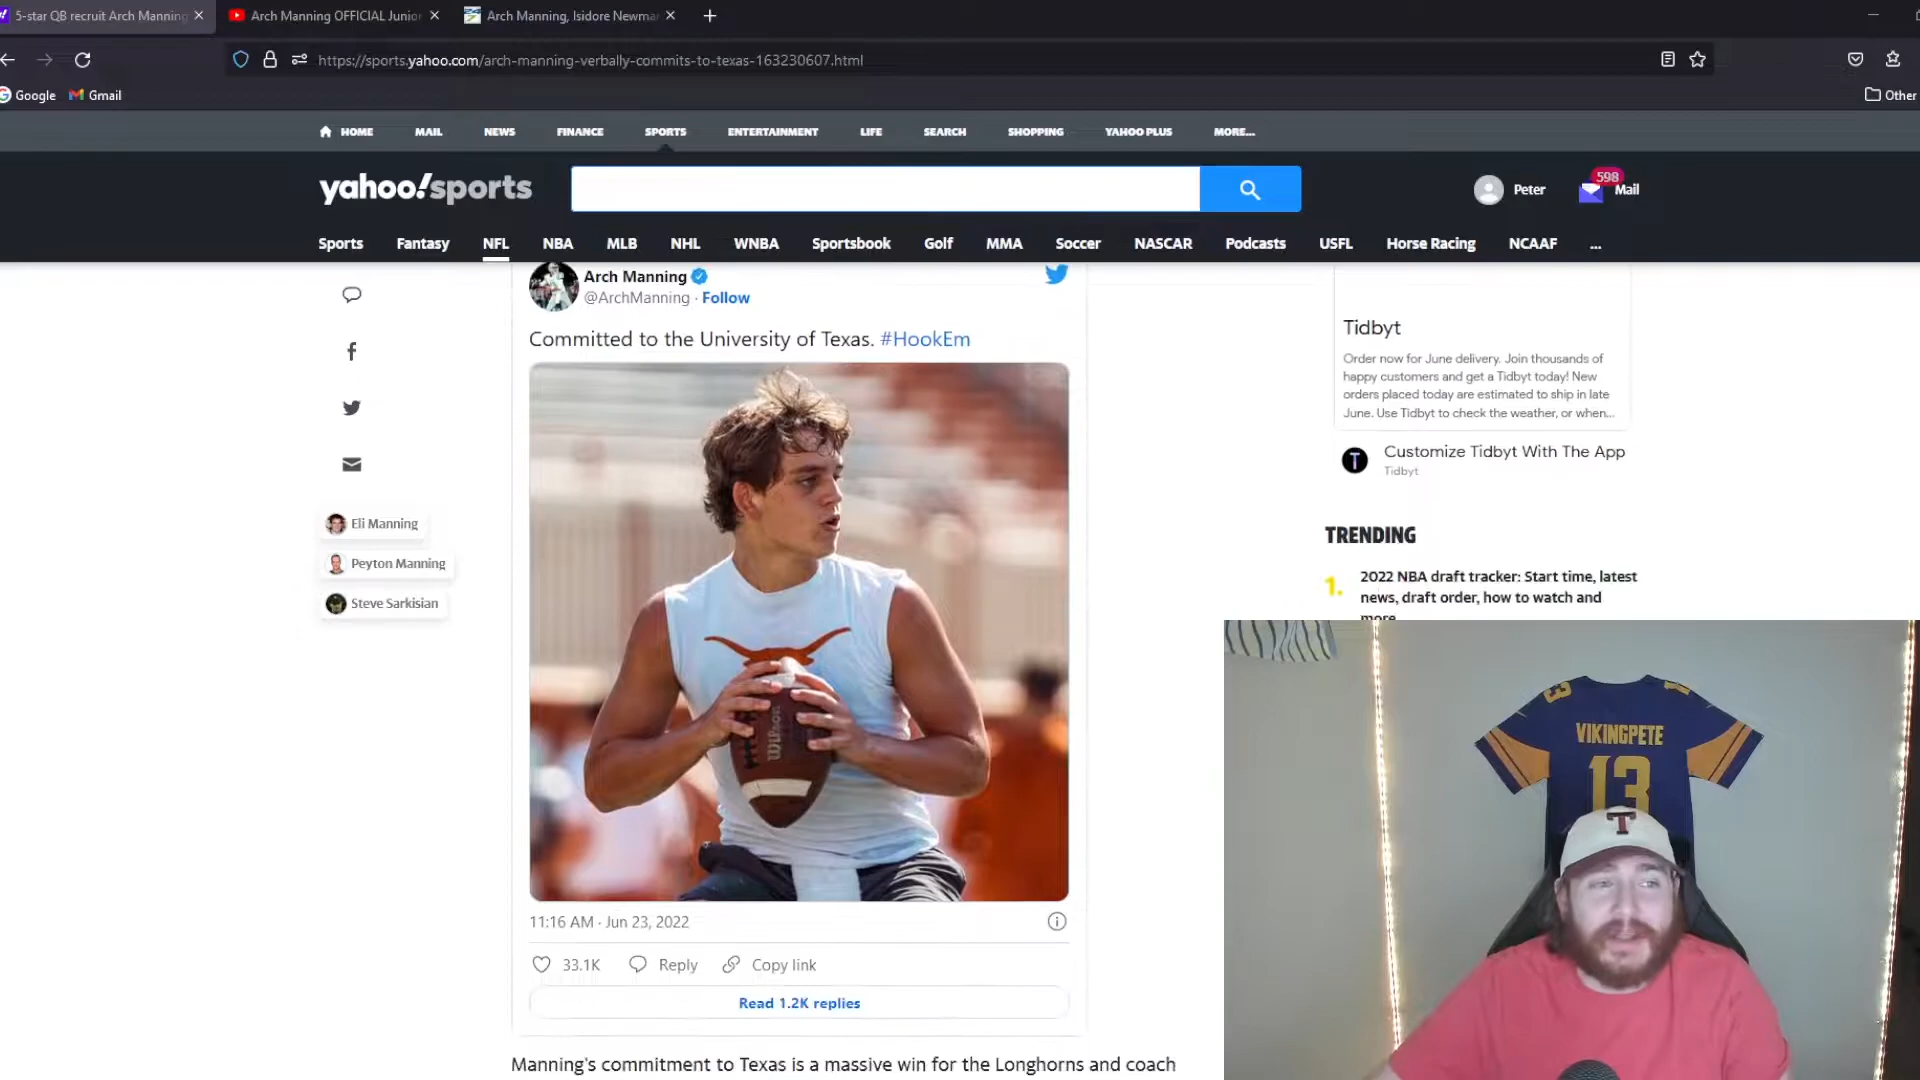 5-star QB recruit Arch Manning
Arch Manning OFFICIAL Junior
Arch Manning, Isidore Newma
https://sports.yahoo.com/arch-manning-verbally-commits-to-texas-163230607.html
Google
Gmail
Other
HOME
MAIL
NEWS
FINANCE
SPORTS
ENTERTAINMENT
LIFE
SEARCH
SHOPPING
YAHOO PLUS
MORE...
yahoo!sports
Peter
598
Mail
Sports
Fantasy
NFL
NBA
MLB
NHL
WNBA
Sportsbook
Golf
MMA
Soccer
NASCAR
Podcasts
USFL
Horse Racing
NCAAF
...
Arch Manning
@ArchManning · Follow
Committed to the University of Texas. #HookEm
Wilson
11:16 AM · Jun 23, 2022
33.1K
Reply
Copy link
Read 1.2K replies
Manning's commitment to Texas is a massive win for the Longhorns and coach
Eli Manning
Peyton Manning
Steve Sarkisian
Tidbyt
Order now for June delivery. Join thousands of
happy customers and get a Tidbyt today! New
orders placed today are estimated to ship in late
June. Use Tidbyt to check the weather, or when...
T
Customize Tidbyt With The App
Tidbyt
TRENDING
1.
2022 NBA draft tracker: Start time, latest
news, draft order, how to watch and
more
13
13
VIKINGPETE
13
T